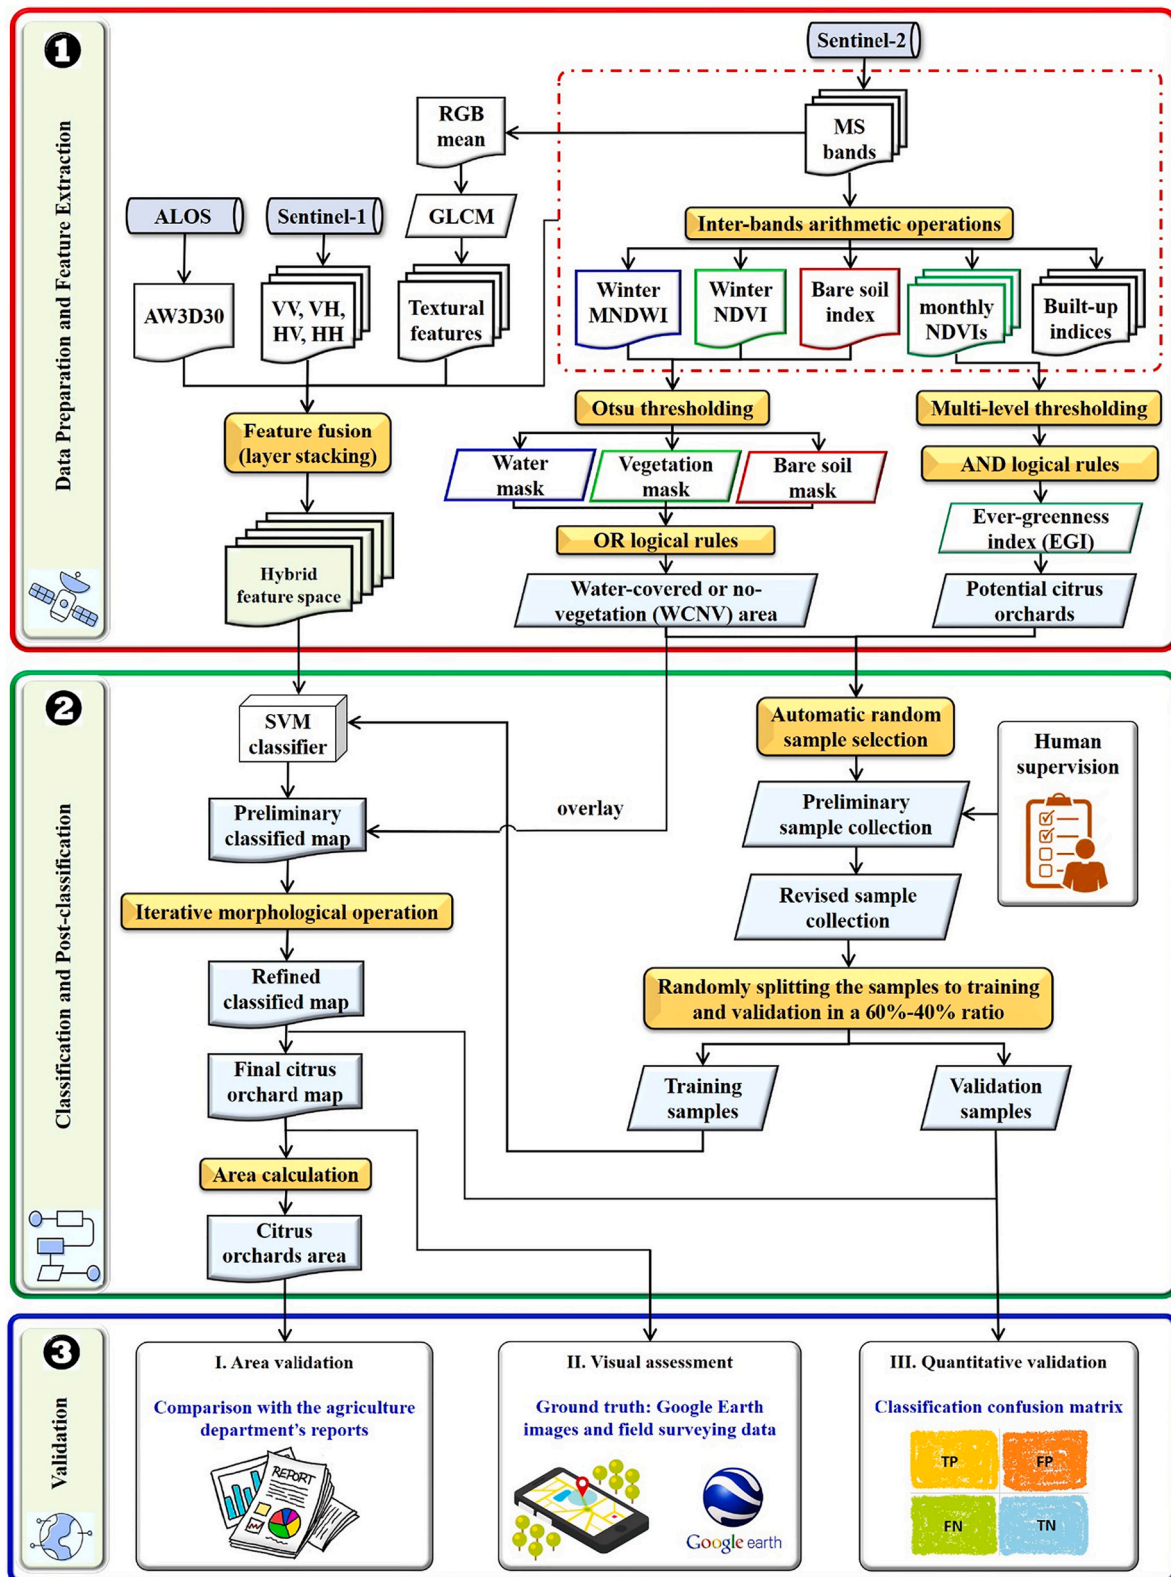 1
Data Preparation and Feature Extraction
Sentinel-2
MS
bands
RGB
mean
GLCM
ALOS
Sentinel-1
Inter-bands arithmetic operations
AW3D30
VV, VH,
HV, HH
Textural
features
Winter
MNDWI
Winter
NDVI
Bare soil
index
monthly
NDVIs
Built-up
indices
Feature fusion
(layer stacking)
Otsu thresholding
Multi-level thresholding
Water
mask
Vegetation
mask
Bare soil
mask
AND logical rules
OR logical rules
Ever-greenness
index (EGI)
Hybrid
feature space
Water-covered or no-
vegetation (WCNV) area
Potential citrus
orchards
2
Classification and Post-classification
SVM
classifier
Automatic random
sample selection
Human
supervision
Preliminary
classified map
overlay
Preliminary
sample collection
Iterative morphological operation
Revised sample
collection
Refined
classified map
Randomly splitting the samples to training
and validation in a 60%-40% ratio
Final citrus
orchard map
Training
samples
Validation
samples
Area calculation
Citrus
orchards area
3
Validation
I. Area validation
Comparison with the agriculture
department's reports
REPORT
II. Visual assessment
Ground truth: Google Earth
images and field surveying data
Google earth
III. Quantitative validation
Classification confusion matrix
TP
FP
FN
TN